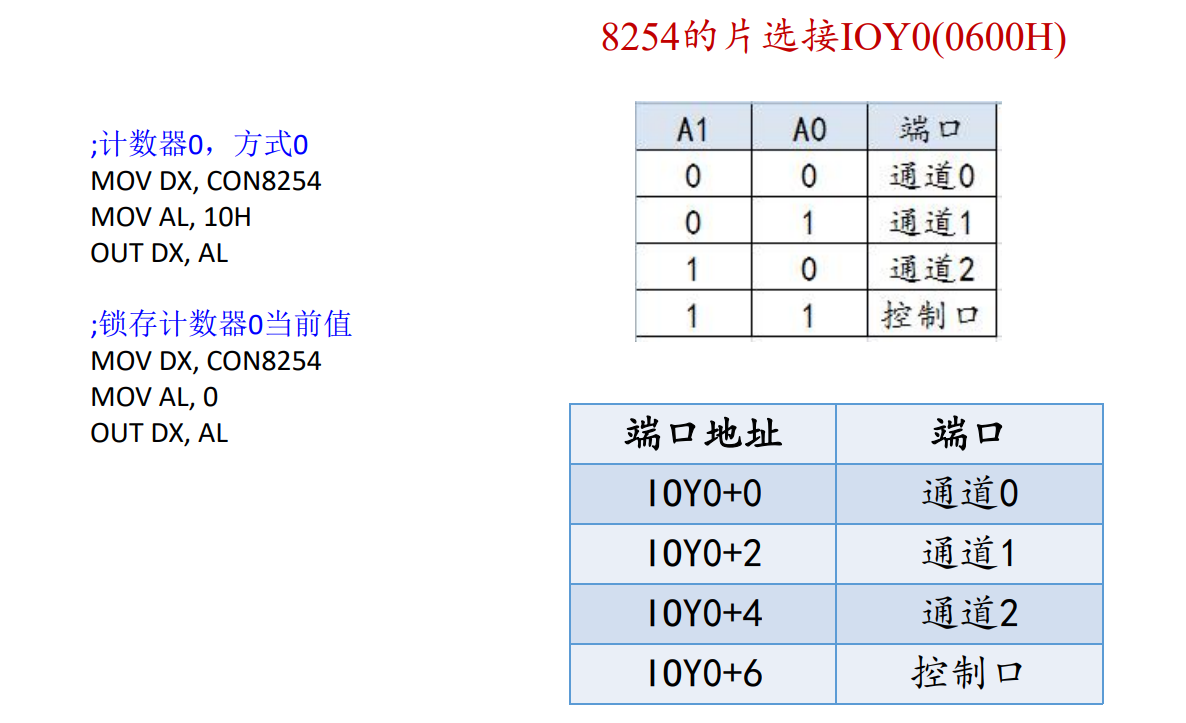 8254的片选接IOY0(0600H)
;计数器0，方式0
MOV DX, CON8254
MOV AL, 10H
OUT DX, AL
;锁存计数器0当前值
MOV DX, CON8254
MOV AL, 0
OUT DX, AL
A1 A0 端口
0 0 通道0
0 1 通道1
1 0 通道2
1 1 控制口
端口地址 端口
IOY0+0 通道0
IOY0+2 通道1
IOY0+4 通道2
IOY0+6 控制口